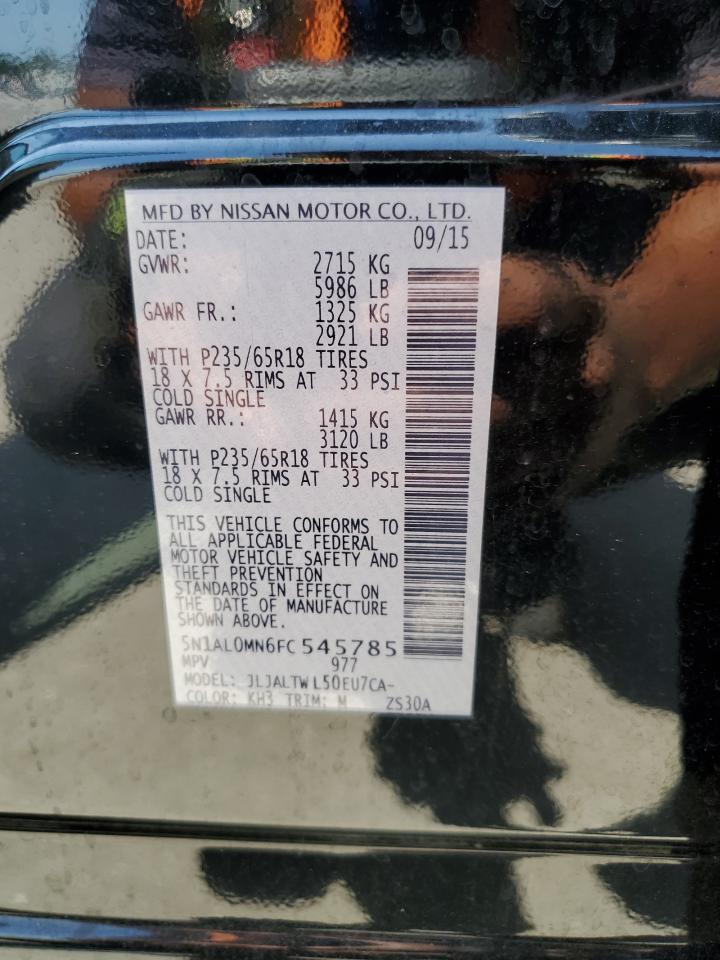 MFD BY NISSAN MOTOR CO., LTD.
DATE: 09/15
GVWR: 2715 KG
5986 LB
GAWR FR.: 1325 KG
2921 LB
WITH P235/65R18 TIRES
18 X 7.5 RIMS AT 33 PSI
COLD SINGLE
GAWR RR.: 1415 KG
3120 LB
WITH P235/65R18 TIRES
18 X 7.5 RIMS AT 33 PSI
COLD SINGLE
THIS VEHICLE CONFORMS TO
ALL APPLICABLE FEDERAL
MOTOR VEHICLE SAFETY AND
THEFT PREVENTION
STANDARDS IN EFFECT ON
THE DATE OF MANUFACTURE
SHOWN ABOVE.
5N1AL0MN6FC545785
MPV 977
MODEL: JLJALTWL50EU7CA-
COLOR: KH3 TRIM: M ZS30A